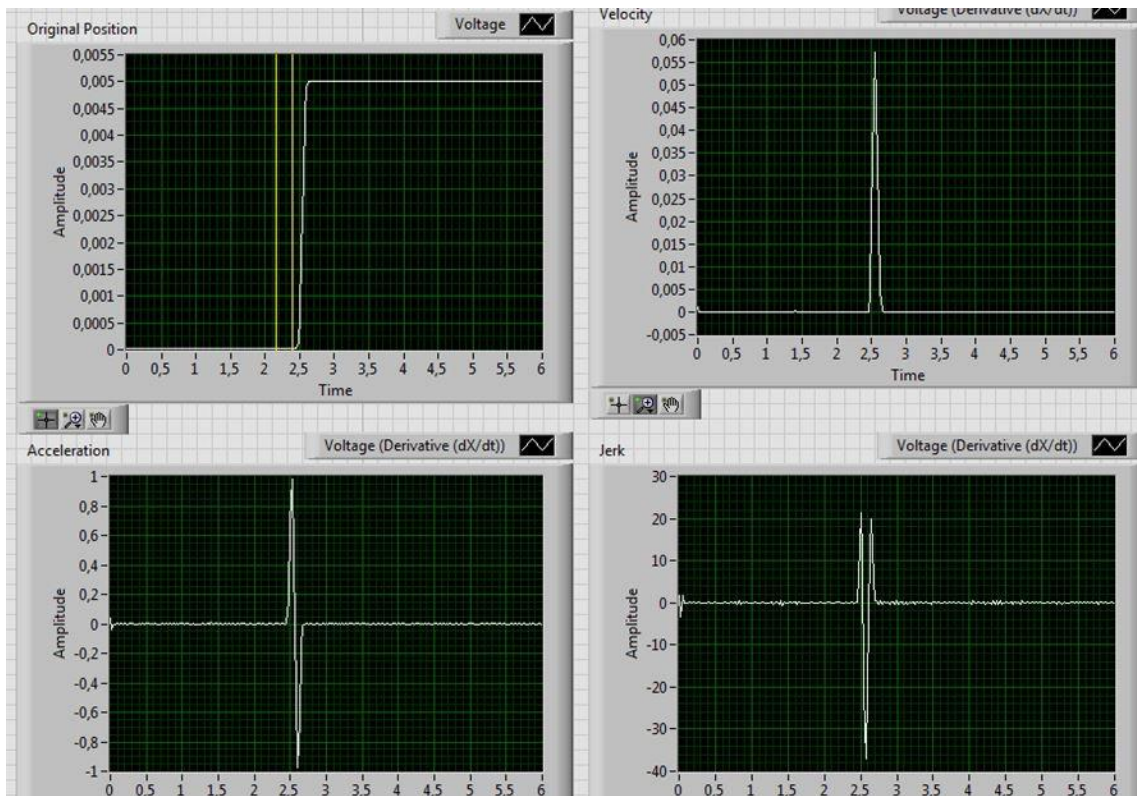 Original Position
Voltage
0,0055
0,005
0,0045
0,004
0,0035
0,003
0,0025
0,002
0,0015
0,001
0,0005
0
Amplitude
0 0,5 1 1,5 2 2,5 3 3,5 4 4,5 5 5,5 6
Time
Velocity
Voltage (Derivative (dX/dt))
0,06
0,055
0,05
0,045
0,04
0,035
0,03
0,025
0,02
0,015
0,01
0,005
0
-0,005
Amplitude
0 0,5 1 1,5 2 2,5 3 3,5 4 4,5 5 5,5 6
Time
Acceleration
Voltage (Derivative (dX/dt))
1
0,8
0,6
0,4
0,2
0
-0,2
-0,4
-0,6
-0,8
-1
Amplitude
0 0,5 1 1,5 2 2,5 3 3,5 4 4,5 5 5,5 6
Jerk
Voltage (Derivative (dX/dt))
30
20
10
0
-10
-20
-30
-40
Amplitude
0 0,5 1 1,5 2 2,5 3 3,5 4 4,5 5 5,5 6